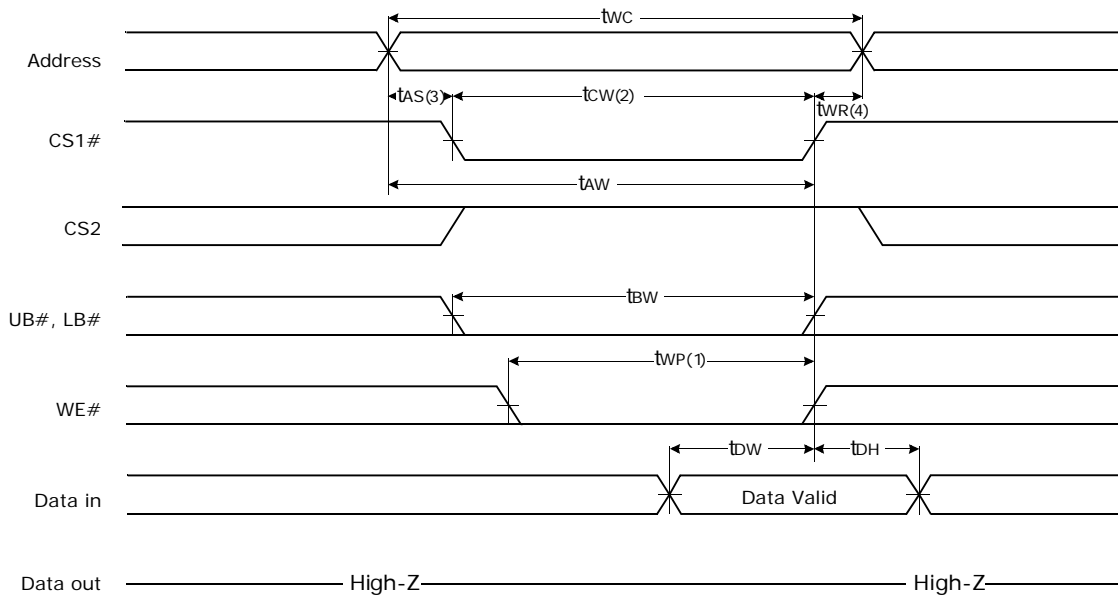 tWC
Address
tAS(3) tCW(2) tWR(4)
CS1#
tAW
CS2
tBW
UB#, LB#
tWP(1)
WE#
tDW tDH
Data in Data Valid
Data out High-Z High-Z